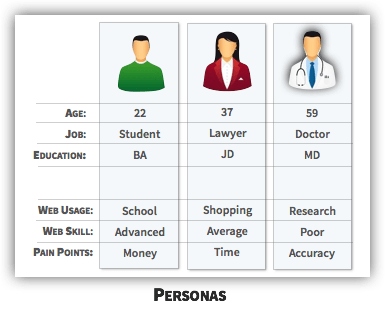 AGE: 22 37 59
JOB: Student Lawyer Doctor
EDUCATION: BA JD MD
WEB USAGE: School Shopping Research
WEB SKILL: Advanced Average Poor
PAIN POINTS: Money Time Accuracy
PERSONAS